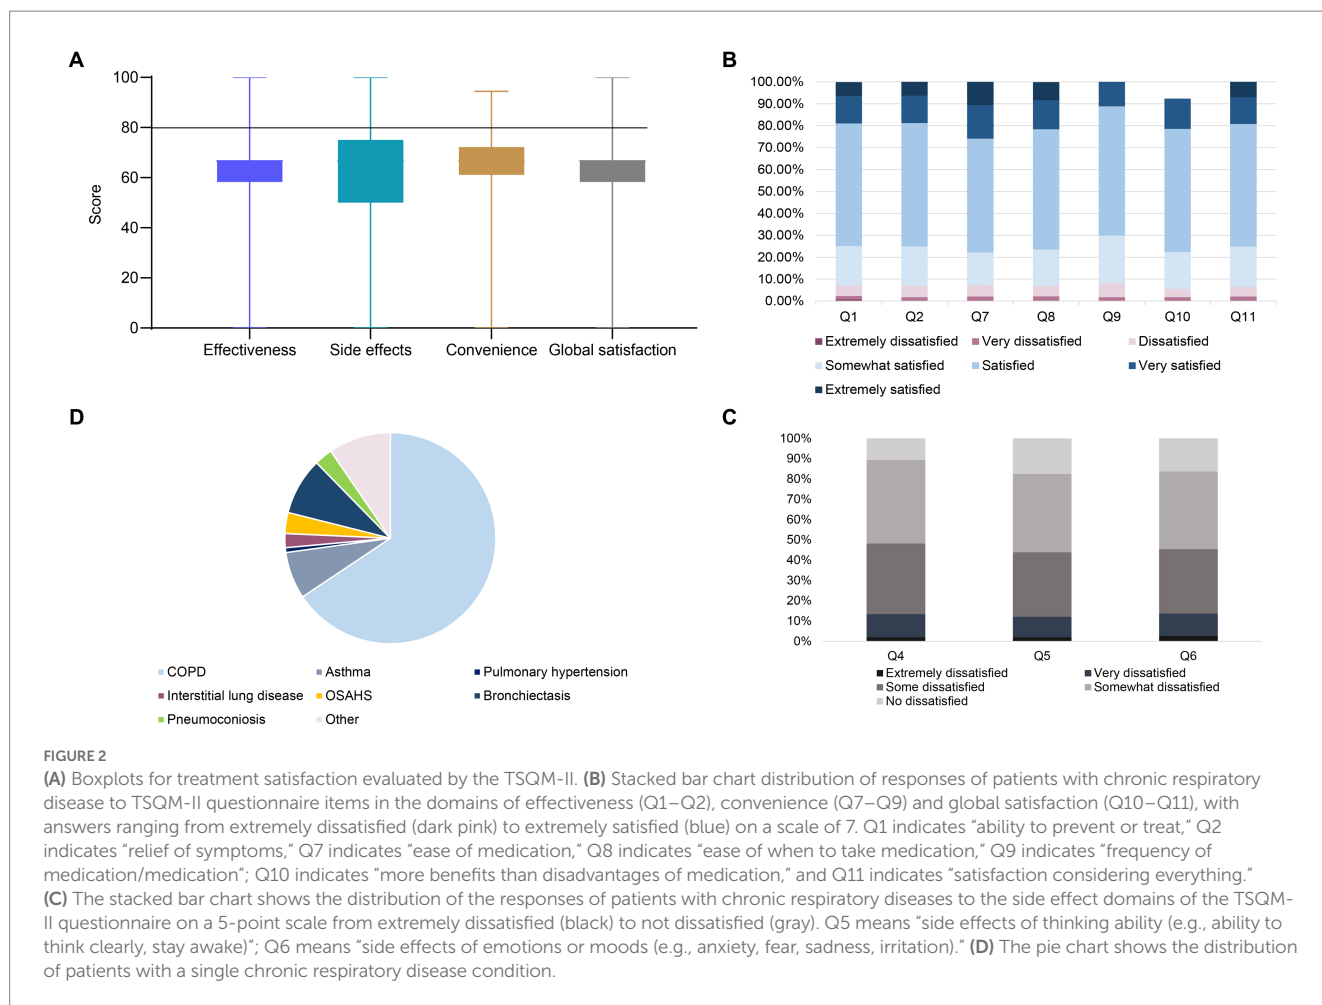 A
100
80
60
40
20
0
Score
Effectiveness
Side effects
Convenience
Global satisfaction
B
100.00%
90.00%
80.00%
70.00%
60.00%
50.00%
40.00%
30.00%
20.00%
10.00%
0.00%
Q1 Q2 Q7 Q8 Q9 Q10 Q11
Extremely dissatisfied Very dissatisfied Dissatisfied
Somewhat satisfied Satisfied Very satisfied
Extremely satisfied
D
COPD Asthma Pulmonary hypertension
Interstitial lung disease OSAHS Bronchiectasis
Pneumoconiosis Other
C
100%
90%
80%
70%
60%
50%
40%
30%
20%
10%
0%
Q4 Q5 Q6
Extremely dissatisfied Very dissatisfied
Some dissatisfied Somewhat dissatisfied
No dissatisfied
FIGURE 2
(A) Boxplots for treatment satisfaction evaluated by the TSQM-II. (B) Stacked bar chart distribution of responses of patients with chronic respiratory
disease to TSQM-II questionnaire items in the domains of effectiveness (Q1–Q2), convenience (Q7–Q9) and global satisfaction (Q10–Q11), with
answers ranging from extremely dissatisfied (dark pink) to extremely satisfied (blue) on a scale of 7. Q1 indicates “ability to prevent or treat,” Q2
indicates “relief of symptoms,” Q7 indicates “ease of medication,” Q8 indicates “ease of when to take medication,” Q9 indicates “frequency of
medication/medication”; Q10 indicates “more benefits than disadvantages of medication,” and Q11 indicates “satisfaction considering everything.”
(C) The stacked bar chart shows the distribution of the responses of patients with chronic respiratory diseases to the side effect domains of the TSQM-
II questionnaire on a 5-point scale from extremely dissatisfied (black) to not dissatisfied (gray). Q5 means “side effects of thinking ability (e.g., ability to
think clearly, stay awake)”; Q6 means “side effects of emotions or moods (e.g., anxiety, fear, sadness, irritation).” (D) The pie chart shows the distribution
of patients with a single chronic respiratory disease condition.